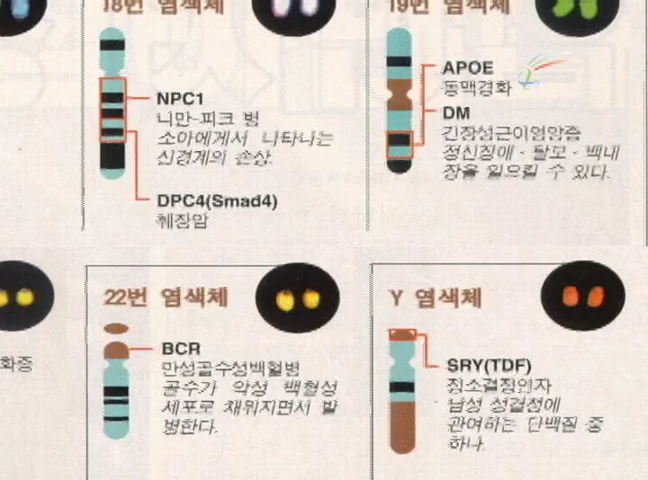 18번 염색체
NPC1
니만-피크 병
소아에게서 나타나는
신경계의 손상.
DPC4(Smad4)
췌장암
19번 염색체
APOE
동맥경화
DM
긴장성근이영양증
정신장애·탈모·백내
장을 일으킬 수 있다.
화증
22번 염색체
BCR
만성골수성백혈병
골수가 악성 백혈성
세포로 채워지면서 발
병한다.
Y 염색체
SRY(TDF)
정소결정인자
남성 성결정에
관여하는 단백질 중
하나.